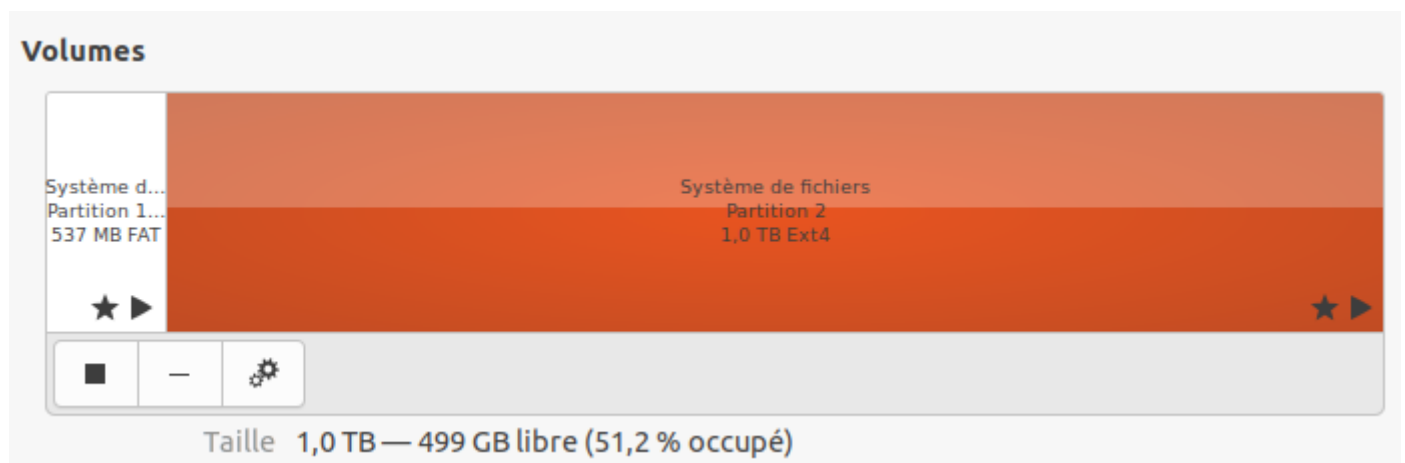 Volumes
Système d...
Partition 1...
537 MB FAT
Système de fichiers
Partition 2
1,0 TB Ext4
Taille 1,0 TB — 499 GB libre (51,2 % occupé)